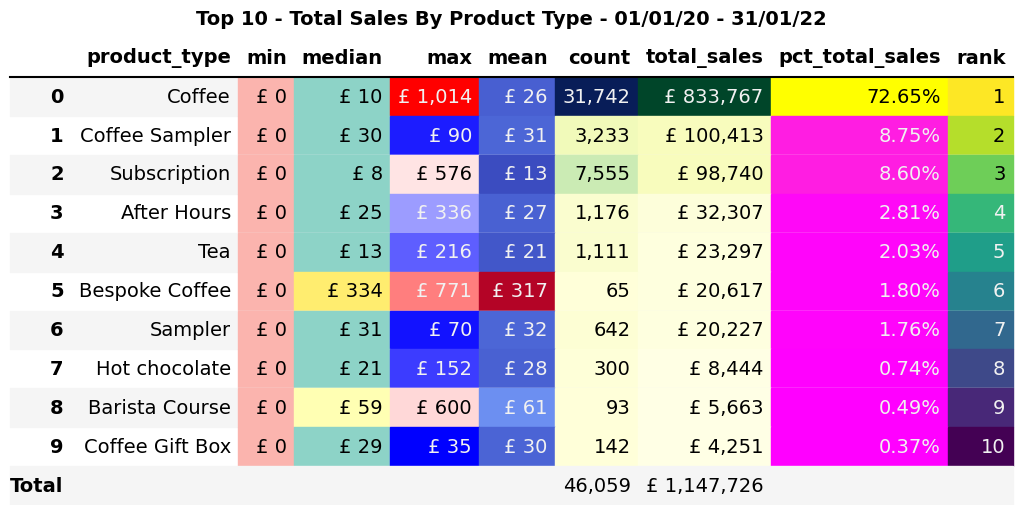 Top 10 - Total Sales By Product Type - 01/01/20 - 31/01/22
product_type min median max mean count total_sales pct_total_sales rank
0 Coffee £ 0 £ 10 £ 1,014 £ 26 31,742 £ 833,767 72.65% 1
1 Coffee Sampler £ 0 £ 30 £ 90 £ 31 3,233 £ 100,413 8.75% 2
2 Subscription £ 0 £ 8 £ 576 £ 13 7,555 £ 98,740 8.60% 3
3 After Hours £ 0 £ 25 £ 336 £ 27 1,176 £ 32,307 2.81% 4
4 Tea £ 0 £ 13 £ 216 £ 21 1,111 £ 23,297 2.03% 5
5 Bespoke Coffee £ 0 £ 334 £ 771 £ 317 65 £ 20,617 1.80% 6
6 Sampler £ 0 £ 31 £ 70 £ 32 642 £ 20,227 1.76% 7
7 Hot chocolate £ 0 £ 21 £ 152 £ 28 300 £ 8,444 0.74% 8
8 Barista Course £ 0 £ 59 £ 600 £ 61 93 £ 5,663 0.49% 9
9 Coffee Gift Box £ 0 £ 29 £ 35 £ 30 142 £ 4,251 0.37% 10
Total 46,059 £ 1,147,726